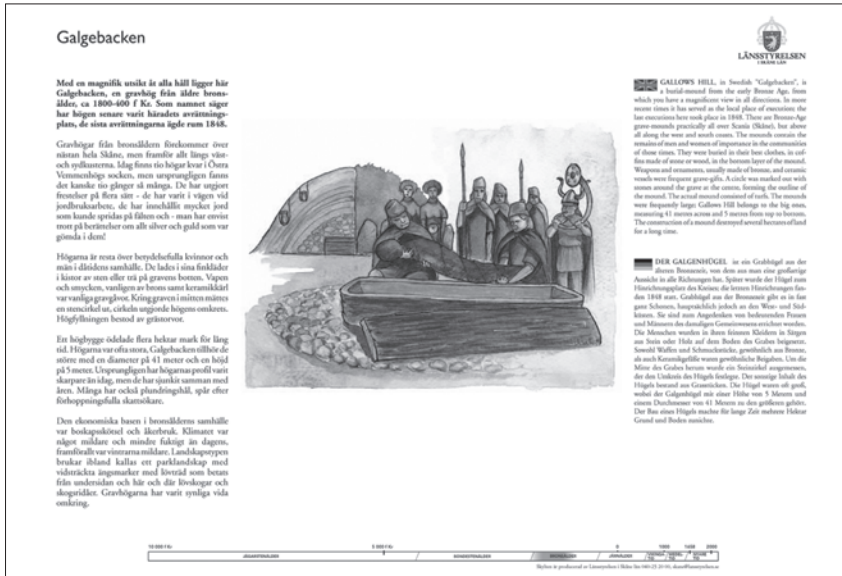 Galgebacken
LÄNSSTYRELSEN
I SKÅNE LÄN
Med en magnifik utsikt åt alla håll ligger här
Galgebacken, en gravhög från äldre brons-
ålder, ca 1800-400 f Kr. Som namnet säger
har högen senare varit häradets avrättnings-
plats, de sista avrättningarna ägde rum 1848.
Gravhögar från bronsåldern förekommer över
nästan hela Skåne, men framför allt längs väst-
och sydkusterna. Idag finns tio högar kvar i Östra
Vemmenhögs socken, men ursprungligen fanns
det kanske tio gånger så många. De har utgjort
frestelser på flera sätt - de har varit i vägen vid
jordbruksarbete, de har innehållit mycket jord
som kunde spridas på fälten och - man har envist
trott på berättelser om allt silver och guld som var
gömda i dem!
Högarna är resta över betydelsefulla kvinnor och
män i dåtidens samhälle. De lades i sina finkläder
i kistor av sten eller trä på gravens botten. Vapen
och smycken, vanligen av brons samt keramikkärl
var vanliga gravgåvor. Kring graven i mitten mättes
en stencirkel ut, cirkeln utgjorde högens omkrets.
Högfyllningen bestod av grästorvor.
Ett högbygge ödelade flera hektar mark för lång
tid. Högarna var ofta stora, Galgebacken tillhör de
större med en diameter på 41 meter och en höjd
på 5 meter. Ursprungligen har högarnas profil varit
skarpare än idag, men de har sjunkit samman med
åren. Många har också plundringshål, spår efter
förhoppningsfulla skattsökare.
Den ekonomiska basen i bronsålderns samhälle
var boskapsskötsel och åkerbruk. Klimatet var
något mildare och mindre fuktigt än dagens,
framförallt var vintrarna mildare. Landskapstypen
brukar ibland kallas ett parklandskap med
vidsträckta ängsmarker med lövträd som betats
från undersidan och här och där lövskogar och
skogsridåer. Gravhögarna har varit synliga vida
omkring.
GALLOWS HILL, in Swedish "Galgebacken", is
a burial-mound from the early Bronze Age, from
which you have a magnificent view in all directions. In more
recent times it has served as the local place of execution; the
last executions here took place in 1848. There are Bronze-Age
grave-mounds practically all over Scania (Skåne), but above
all along the west and south coasts. The mounds contain the
remains of men and women of importance in the communities
of those times. They were buried in their best clothes, in cof-
fins made of stone or wood, in the bottom layer of the mound.
Weapons and ornaments, usually made of bronze, and ceramic
vessels were frequent grave-gifts. A circle was marked out with
stones around the grave at the centre, forming the outline of
the mound. The actual mound consisted of turfs. The mounds
were frequently large; Gallows Hill belongs to the big ones,
measuring 41 metres across and 5 metres from top to bottom.
The construction of a mound destroyed several hectares of land
for a long time.
DER GALGENHÜGEL ist ein Grabhügel aus der
älteren Bronzezeit, von dem aus man eine großartige
Aussicht in alle Richtungen hat. Später wurde der Hügel zum
Hinrichtungsplatz des Kreises; die letzten Hinrichtungen fan-
den 1848 statt. Grabhügel aus der Bronzezeit gibt es in fast
ganz Schonen, hauptsächlich jedoch an den West- und Süd-
küsten. Sie sind zum Angedenken von bedeutenden Frauen
und Männern des damaligen Gemeinwesens errichtet worden.
Die Menschen wurden in ihren feinsten Kleidern in Särgen
aus Stein oder Holz auf dem Boden des Grabes beigesetzt.
Sowohl Waffen und Schmuckstücke, gewöhnlich aus Bronze,
als auch Keramikgefäße waren gewöhnliche Beigaben. Um die
Mitte des Grabes herum wurde ein Steinzirkel ausgemessen,
der den Umkreis des Hügels festlegte. Der sonstige Inhalt des
Hügels bestand aus Grasstücken. Die Hügel waren oft groß,
wobei der Galgenhügel mit einer Höhe von 5 Metern und
einem Durchmesser von 41 Metern zu den größeren gehört.
Der Bau eines Hügels machte für lange Zeit mehrere Hektar
Grund und Boden zunichte.
10 000 f Kr 5 000 f Kr 0 1000 2000
JÄGARSTENÅLDER BONDESTENÅLDER BRONSÅLDER JÄRNÅLDER
Skylten är producerad av Länsstyrelsen i Skåne län